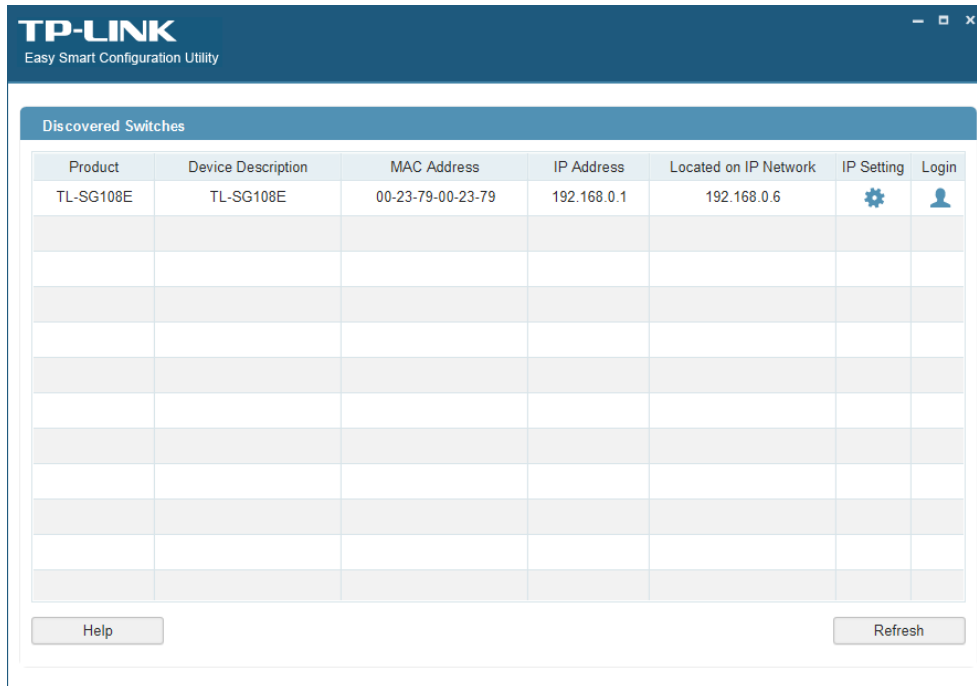 TP-LINK
Easy Smart Configuration Utility
Discovered Switches
Product Device Description MAC Address IP Address Located on IP Network IP Setting Login
TL-SG108E TL-SG108E 00-23-79-00-23-79 192.168.0.1 192.168.0.6
Help Refresh